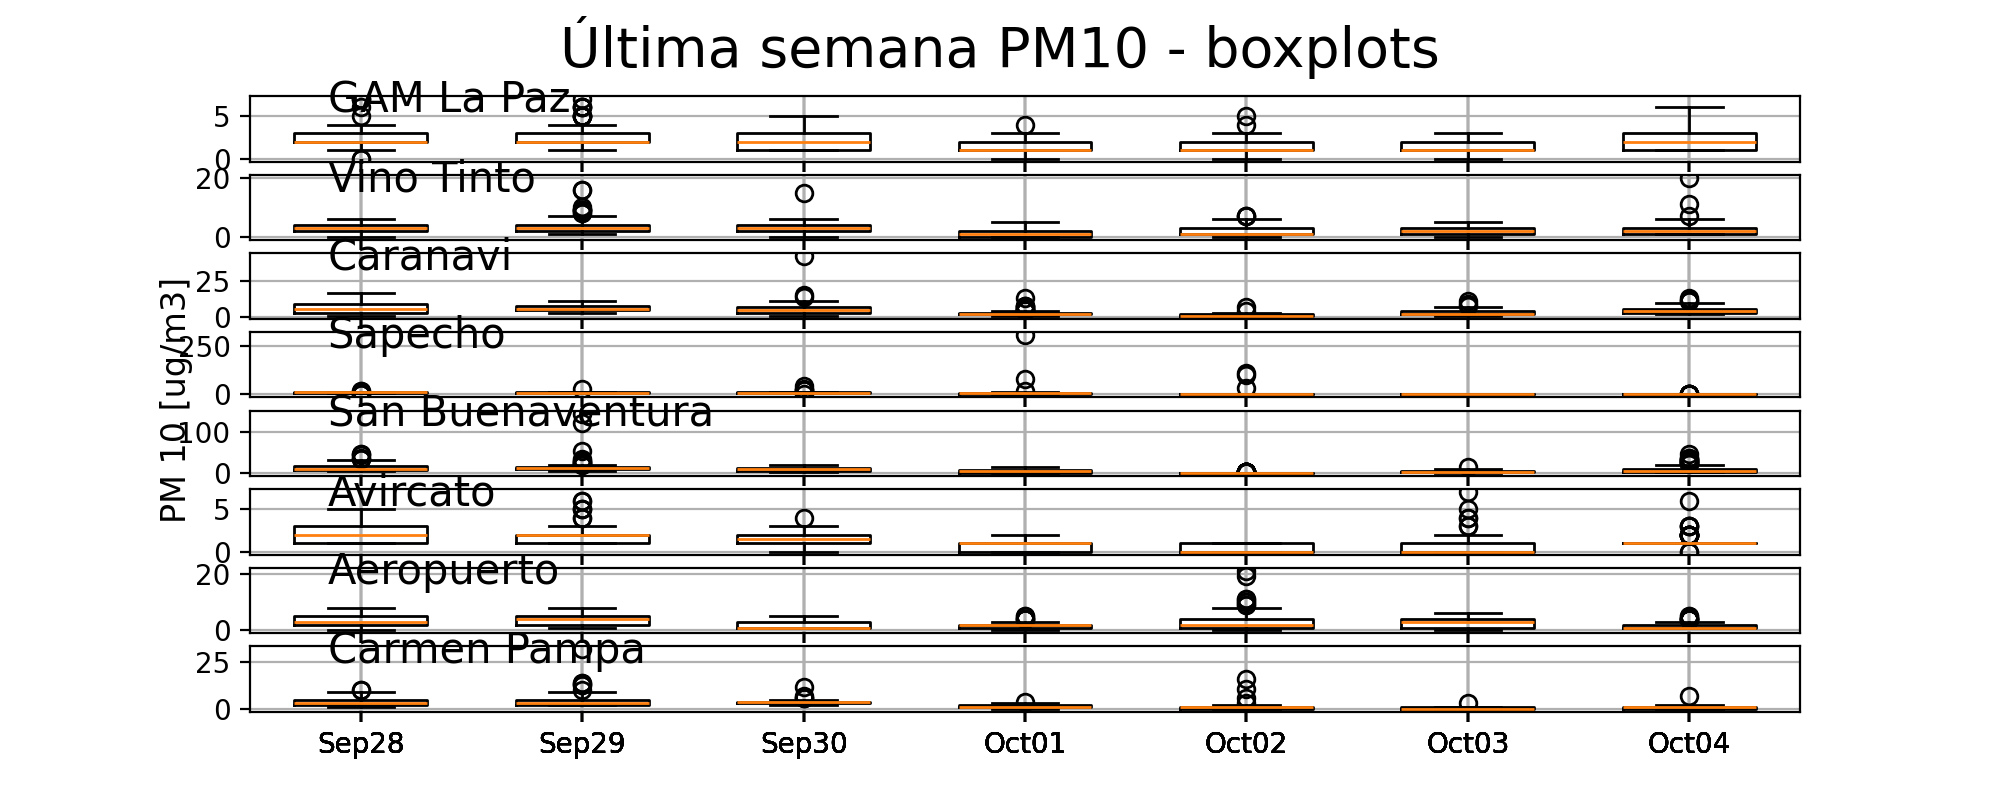 Última semana PM10 - boxplots
GAM La Paz
5
0
Vino Tinto
20
0
Caranavi
25
0
Sapecho
250
0
San Buenaventura
100
0
Avircato
5
0
Aeropuerto
20
0
Carmen Pampa
25
0
PM 10 [ug/m3]
Sep28 Sep29 Sep30 Oct01 Oct02 Oct03 Oct04